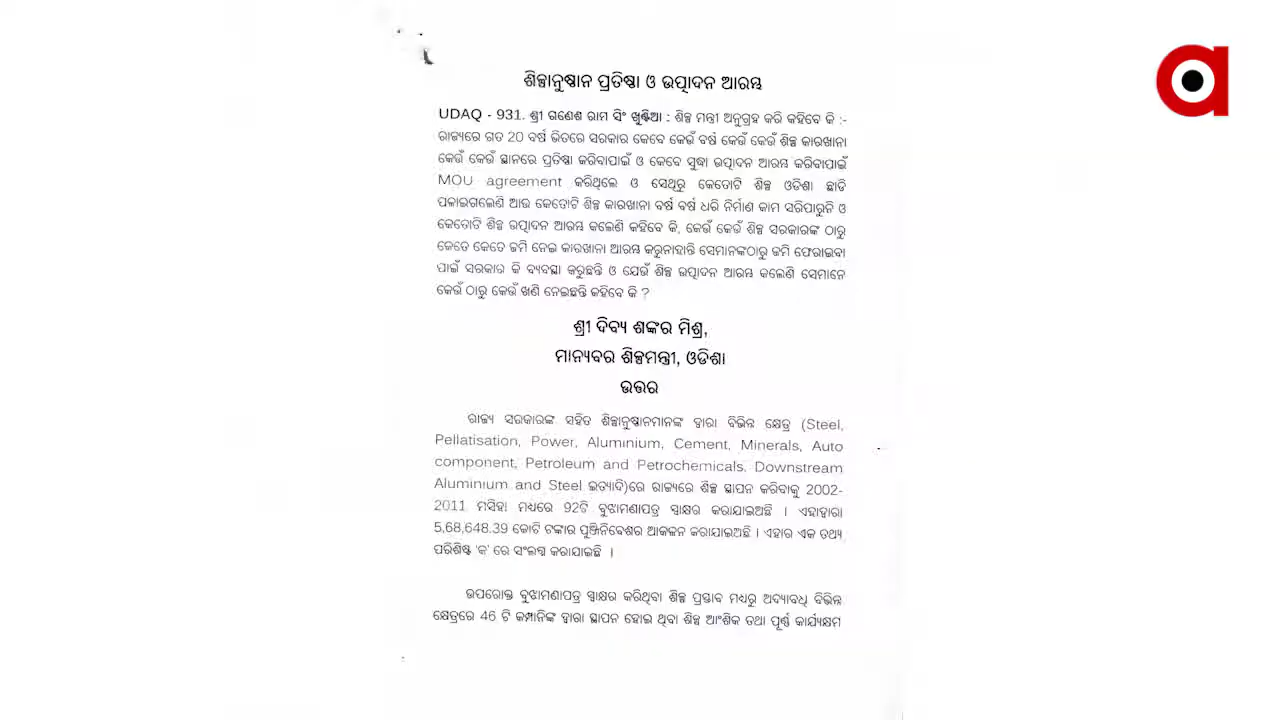 ଶିଳ୍ପାନୁଷ୍ଠାନ ପ୍ରତିଷ୍ଠା ଓ ଉତ୍ପାଦନ ଆରମ୍ଭ
UDAQ - 931. ଶ୍ରୀ ଗଣେଶ ରାମ ସିଂ ଖୁଣ୍ଟିଆ : ଶିଳ୍ପ ମନ୍ତ୍ରୀ ଅନୁଗ୍ରହ କରି କହିବେ କି :-
ରାଜ୍ୟରେ ଗତ 20 ବର୍ଷ ଭିତରେ ସରକାର କେବେ କେଉଁ ବର୍ଷ କେଉଁ କେଉଁ ଶିଳ୍ପ କାରଖାନା
କେଉଁ କେଉଁ ସ୍ଥାନରେ ପ୍ରତିଷ୍ଠା କରିବାପାଇଁ ଓ କେବେ ସୁଦ୍ଧା ଉତ୍ପାଦନ ଆରମ୍ଭ କରିବାପାଇଁ
MOU agreement କରିଥିଲେ ଓ ସେଥିରୁ କେତୋଟି ଶିଳ୍ପ ଓଡିଶା ଛାଡି
ପଳାଇଗଲେଣି ଆଉ କେତୋଟି ଶିଳ୍ପ କାରଖାନା ବର୍ଷ ବର୍ଷ ଧରି ନିର୍ମାଣ କାମ ସରିପାରୁନି ଓ
କେତୋଟି ଶିଳ୍ପ ଉତ୍ପାଦନ ଆରମ୍ଭ କଲେଣି କହିବେ କି, କେଉଁ କେଉଁ ଶିଳ୍ପ ସରକାରଙ୍କ ଠାରୁ
କେତେ କେତେ ଜମି ନେଇ କାରଖାନା ଆରମ୍ଭ କରୁନାହାନ୍ତି ସେମାନଙ୍କଠାରୁ ଜମି ଫେରାଇବା
ପାଇଁ ସରକାର କି ବ୍ୟବସ୍ଥା କରୁଛନ୍ତି ଓ ଯେଉଁ ଶିଳ୍ପ ଉତ୍ପାଦନ ଆରମ୍ଭ କଲେଣି ସେମାନେ
କେଉଁ ଠାରୁ କେଉଁ ଖଣି ନେଇଛନ୍ତି କହିବେ କି ?
ଶ୍ରୀ ଦିବ୍ୟ ଶଙ୍କର ମିଶ୍ର,
ମାନ୍ୟବର ଶିଳ୍ପମନ୍ତ୍ରୀ, ଓଡିଶା
ଉତ୍ତର
ରାଜ୍ୟ ସରକାରଙ୍କ ସହିତ ଶିଳ୍ପାନୁଷ୍ଠାନମାନଙ୍କ ଦ୍ୱାରା ବିଭିନ୍ନ କ୍ଷେତ୍ର (Steel,
Pellatisation, Power, Aluminium, Cement, Minerals, Auto
component, Petroleum and Petrochemicals, Downstream
Aluminium and Steel ଇତ୍ୟାଦି)ରେ ରାଜ୍ୟରେ ଶିଳ୍ପ ସ୍ଥାପନ କରିବାକୁ 2002-
2011 ମସିହା ମଧ୍ୟରେ 92ଟି ବୁଝାମଣାପତ୍ର ସ୍ୱାକ୍ଷର କରାଯାଇଅଛି । ଏହାଦ୍ୱାରା
5,68,648.39 କୋଟି ଟଙ୍କାର ପୁଞ୍ଜିନିବେଶର ଆକଳନ କରାଯାଇଅଛି । ଏହାର ଏକ ତଥ୍ୟ
ପରିଶିଷ୍ଟ 'କ' ରେ ସଂଲଗ୍ନ କରାଯାଇଛି ।
ଉପରୋକ୍ତ ବୁଝାମଣାପତ୍ର ସ୍ୱାକ୍ଷର କରିଥିବା ଶିଳ୍ପ ପ୍ରସ୍ତାବ ମଧ୍ୟରୁ ଅଦ୍ୟାବଧି ବିଭିନ୍ନ
କ୍ଷେତ୍ରରେ 46 ଟି କମ୍ପାନିଙ୍କ ଦ୍ୱାରା ସ୍ଥାପନ ହୋଇ ଥିବା ଶିଳ୍ପ ଆଂଶିକ ତଥା ପୂର୍ଣ୍ଣ କାର୍ଯ୍ୟକ୍ଷମ